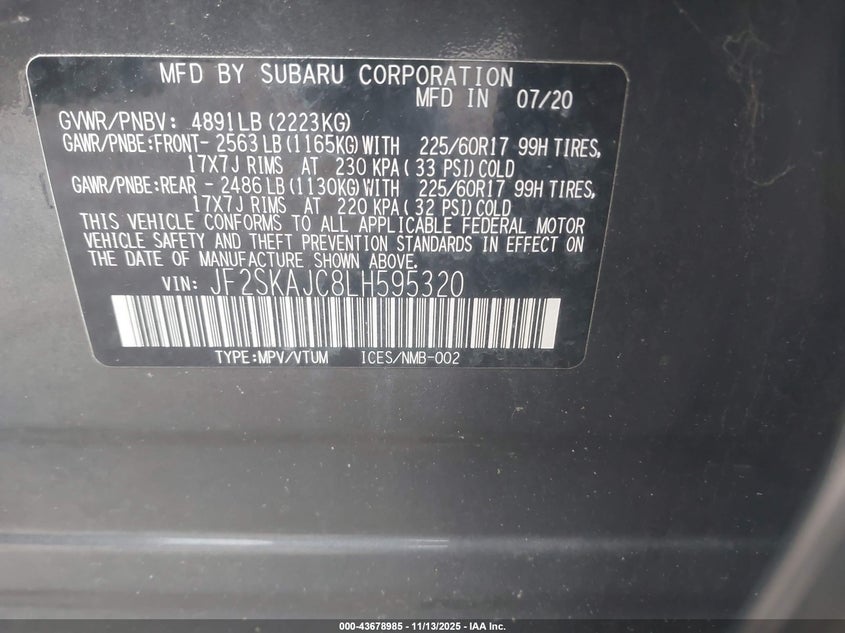 MFD BY SUBARU CORPORATION
MFD IN 07/20
GVWR/PNBV: 4891LB(2223KG)
GAWR/PNBE:FRONT- 2563 LB(1165KG)WITH 225/60R17 99H TIRES,
17X7J RIMS AT 230 KPA( 33 PSI)COLD
GAWR/PNBE:REAR - 2486 LB(1130KG)WITH 225/60R17 99H TIRES,
17X7J RIMS AT 220 KPA( 32 PSI)COLD
THIS VEHICLE CONFORMS TO ALL APPLICABLE FEDERAL MOTOR
VEHICLE SAFETY AND THEFT PREVENTION STANDARDS IN EFFECT ON
THE DATE OF MANUFACTURE SHOWN ABOVE.
VIN: JF2SKAJC8LH595320
TYPE:MPV/VTUM ICES/NMB-002
000-43678985 - 11/13/2025 - IAA Inc.